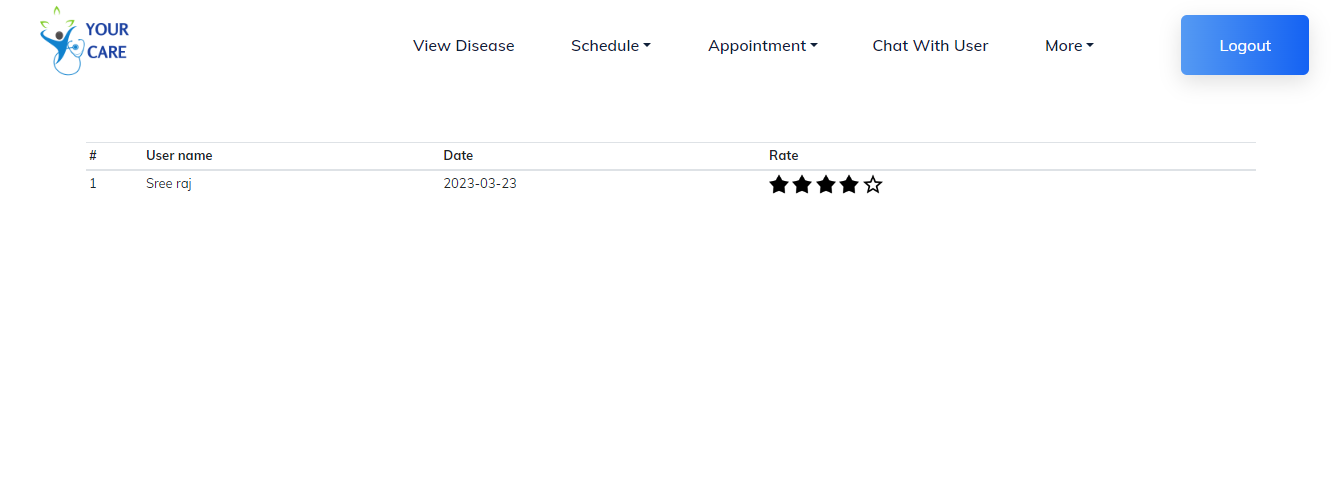 YOUR
CARE
View Disease Schedule Appointment Chat With User More Logout
# User name Date Rate
1 Sree raj 2023-03-23